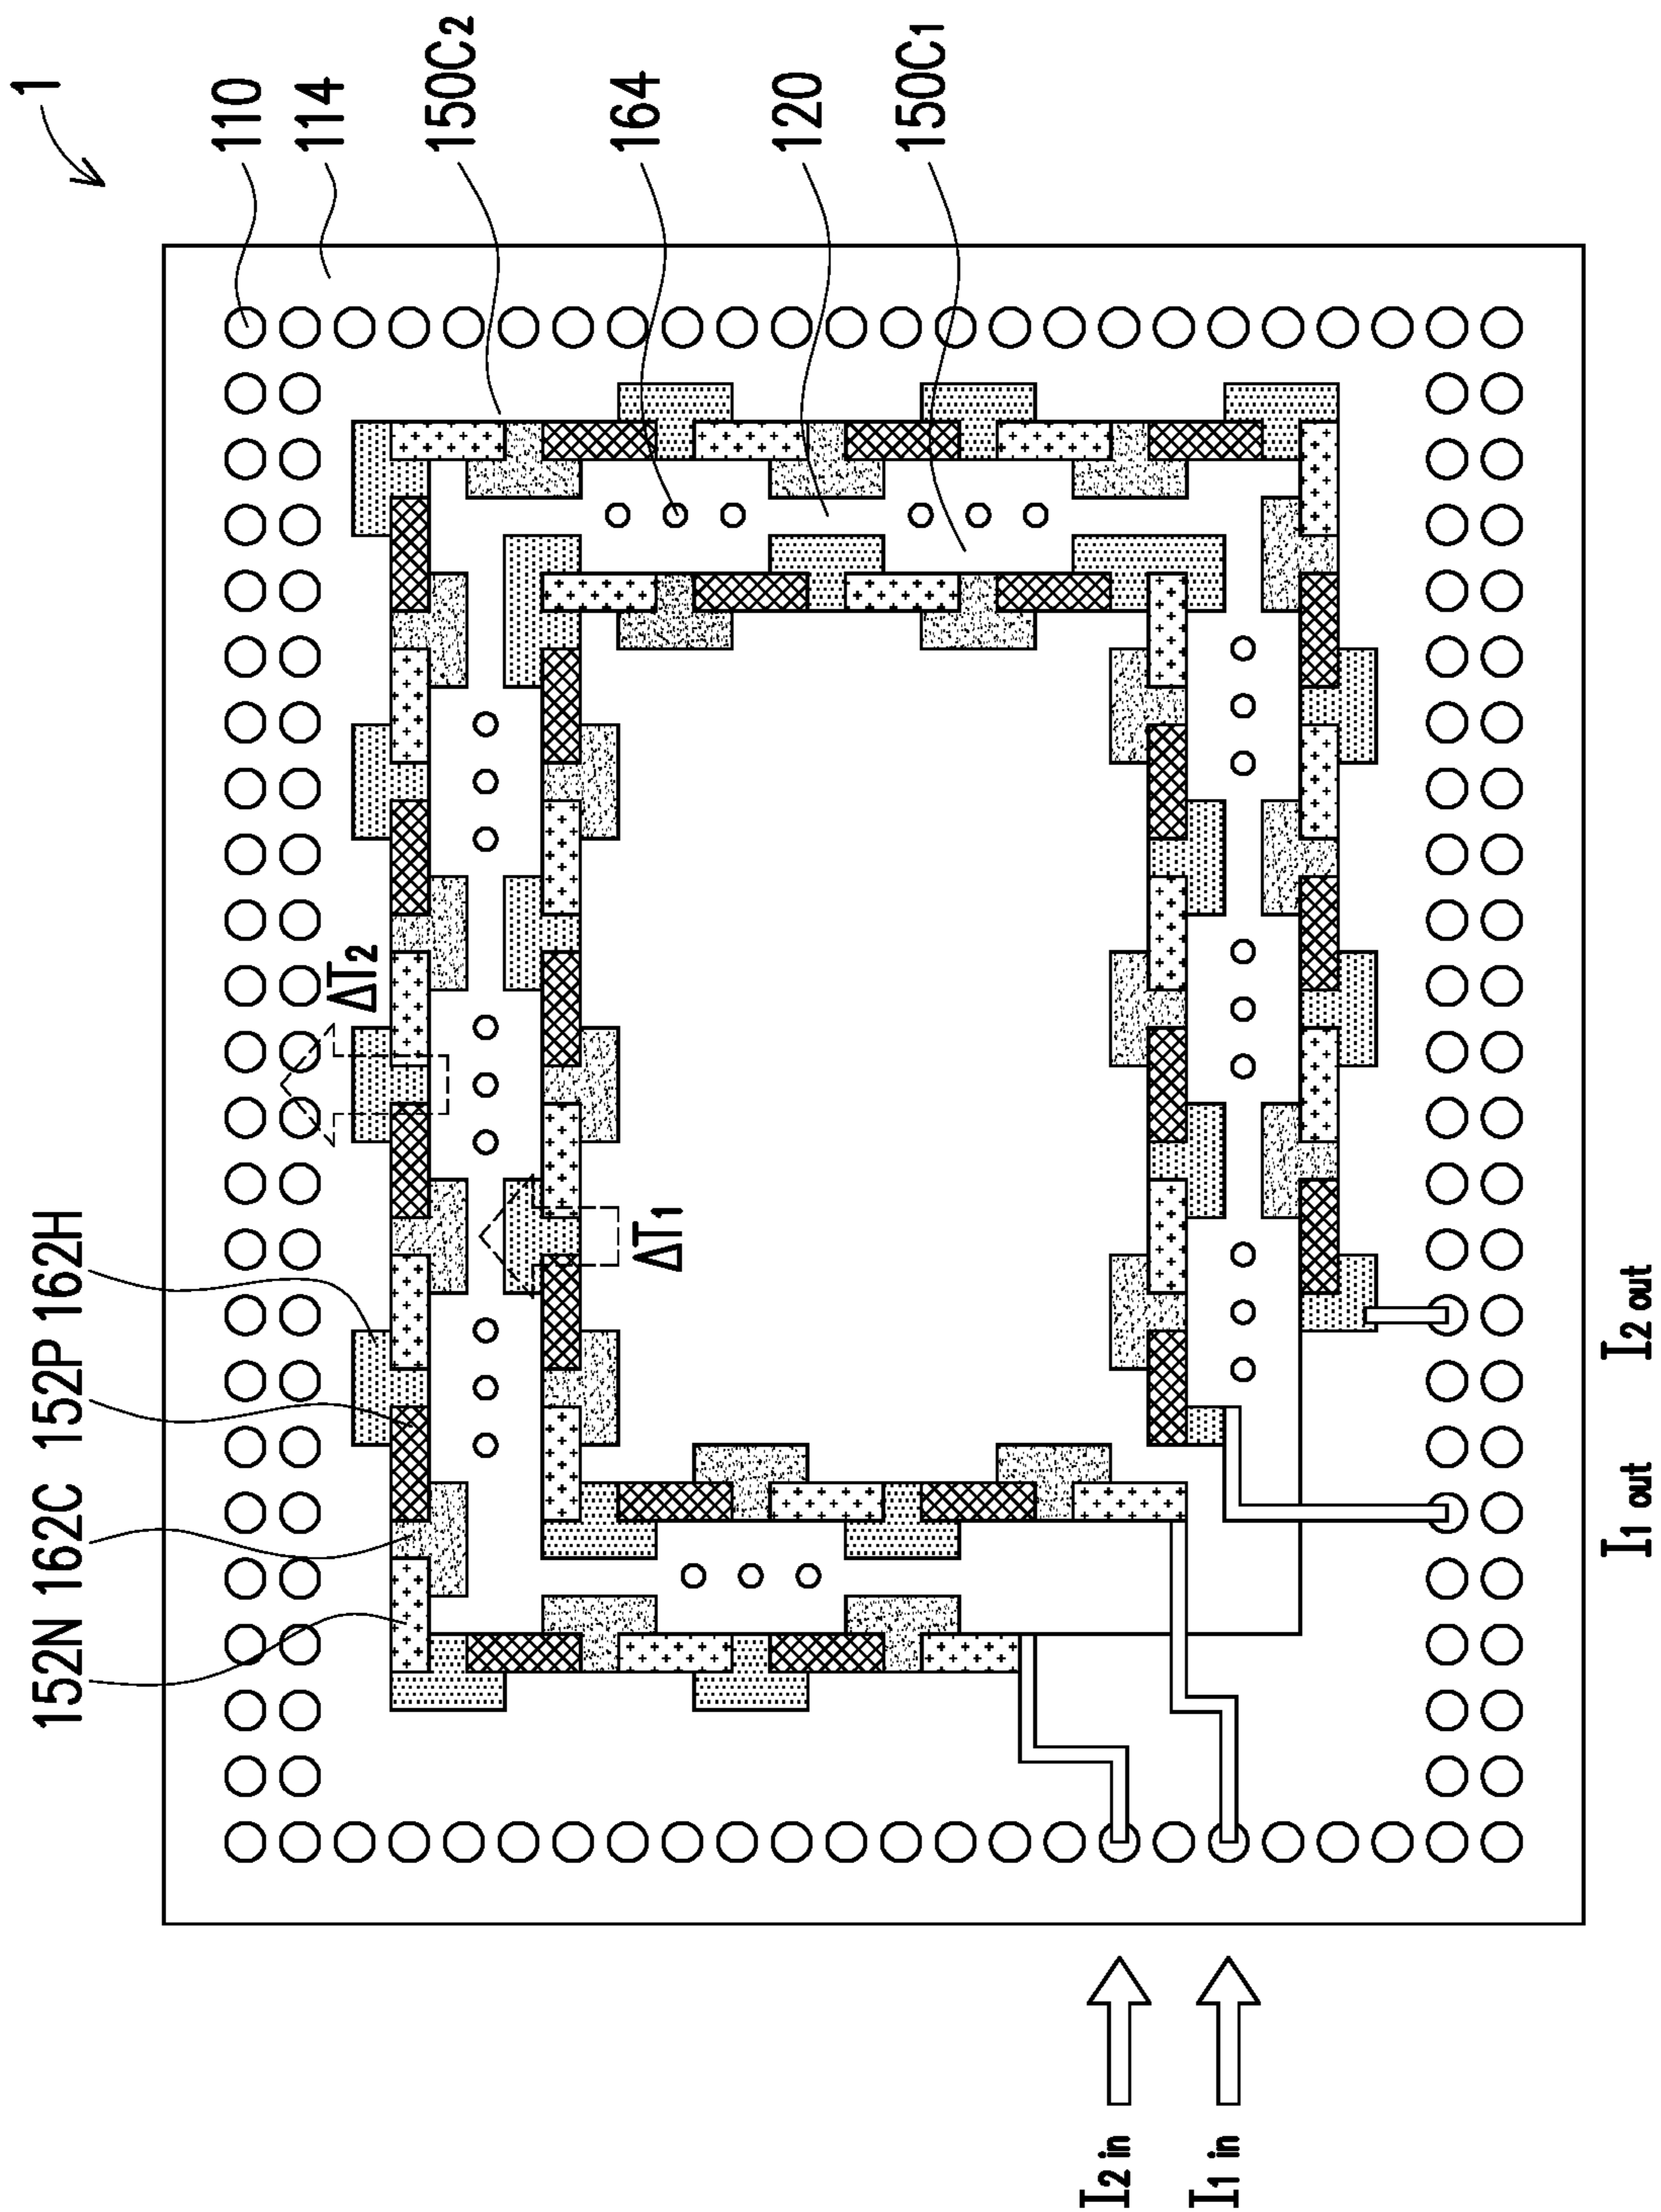 1
110
114
150C2
164
120
150C1
152N 162C 152P 162H
ΔT2
ΔT1
I2 in
I1 in
I1 out
I2 out